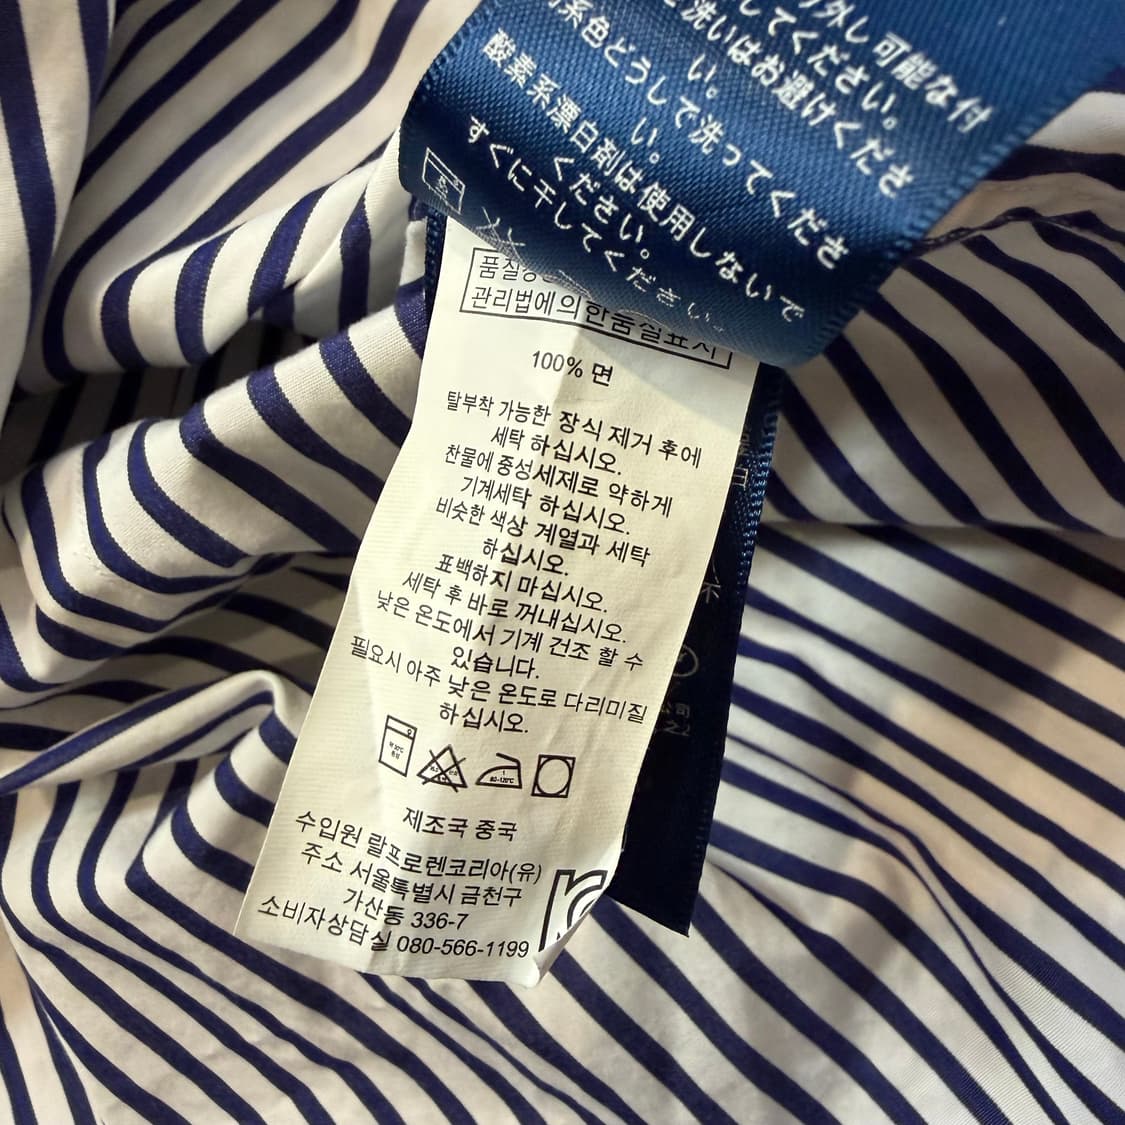 り外し可能な付
してください。
洗いはおけくださ
い。
系色どうしで洗ってくださ
い。
酸素系漂白剤は使用しないで
ください。
すぐに干してください。
품질
관리법에의한품질표시
100% 면
탈부착 가능한 장식 제거 후에
세탁 하십시오.
찬물에 중성세제로 약하게
기계세탁 하십시오.
비슷한 색상 계열과 세탁
하십시오.
표백하지 마십시오.
세탁 후 바로 꺼내십시오.
낮은 온도에서 기계 건조 할 수
있습니다.
필요시 아주 낮은 온도로 다리미질
하십시오.
80-120℃
제조국 중국
수입원 랄프로렌코리아(유)
주소 서울특별시 금천구
가산동 336-7
소비자상담실 080-566-1199